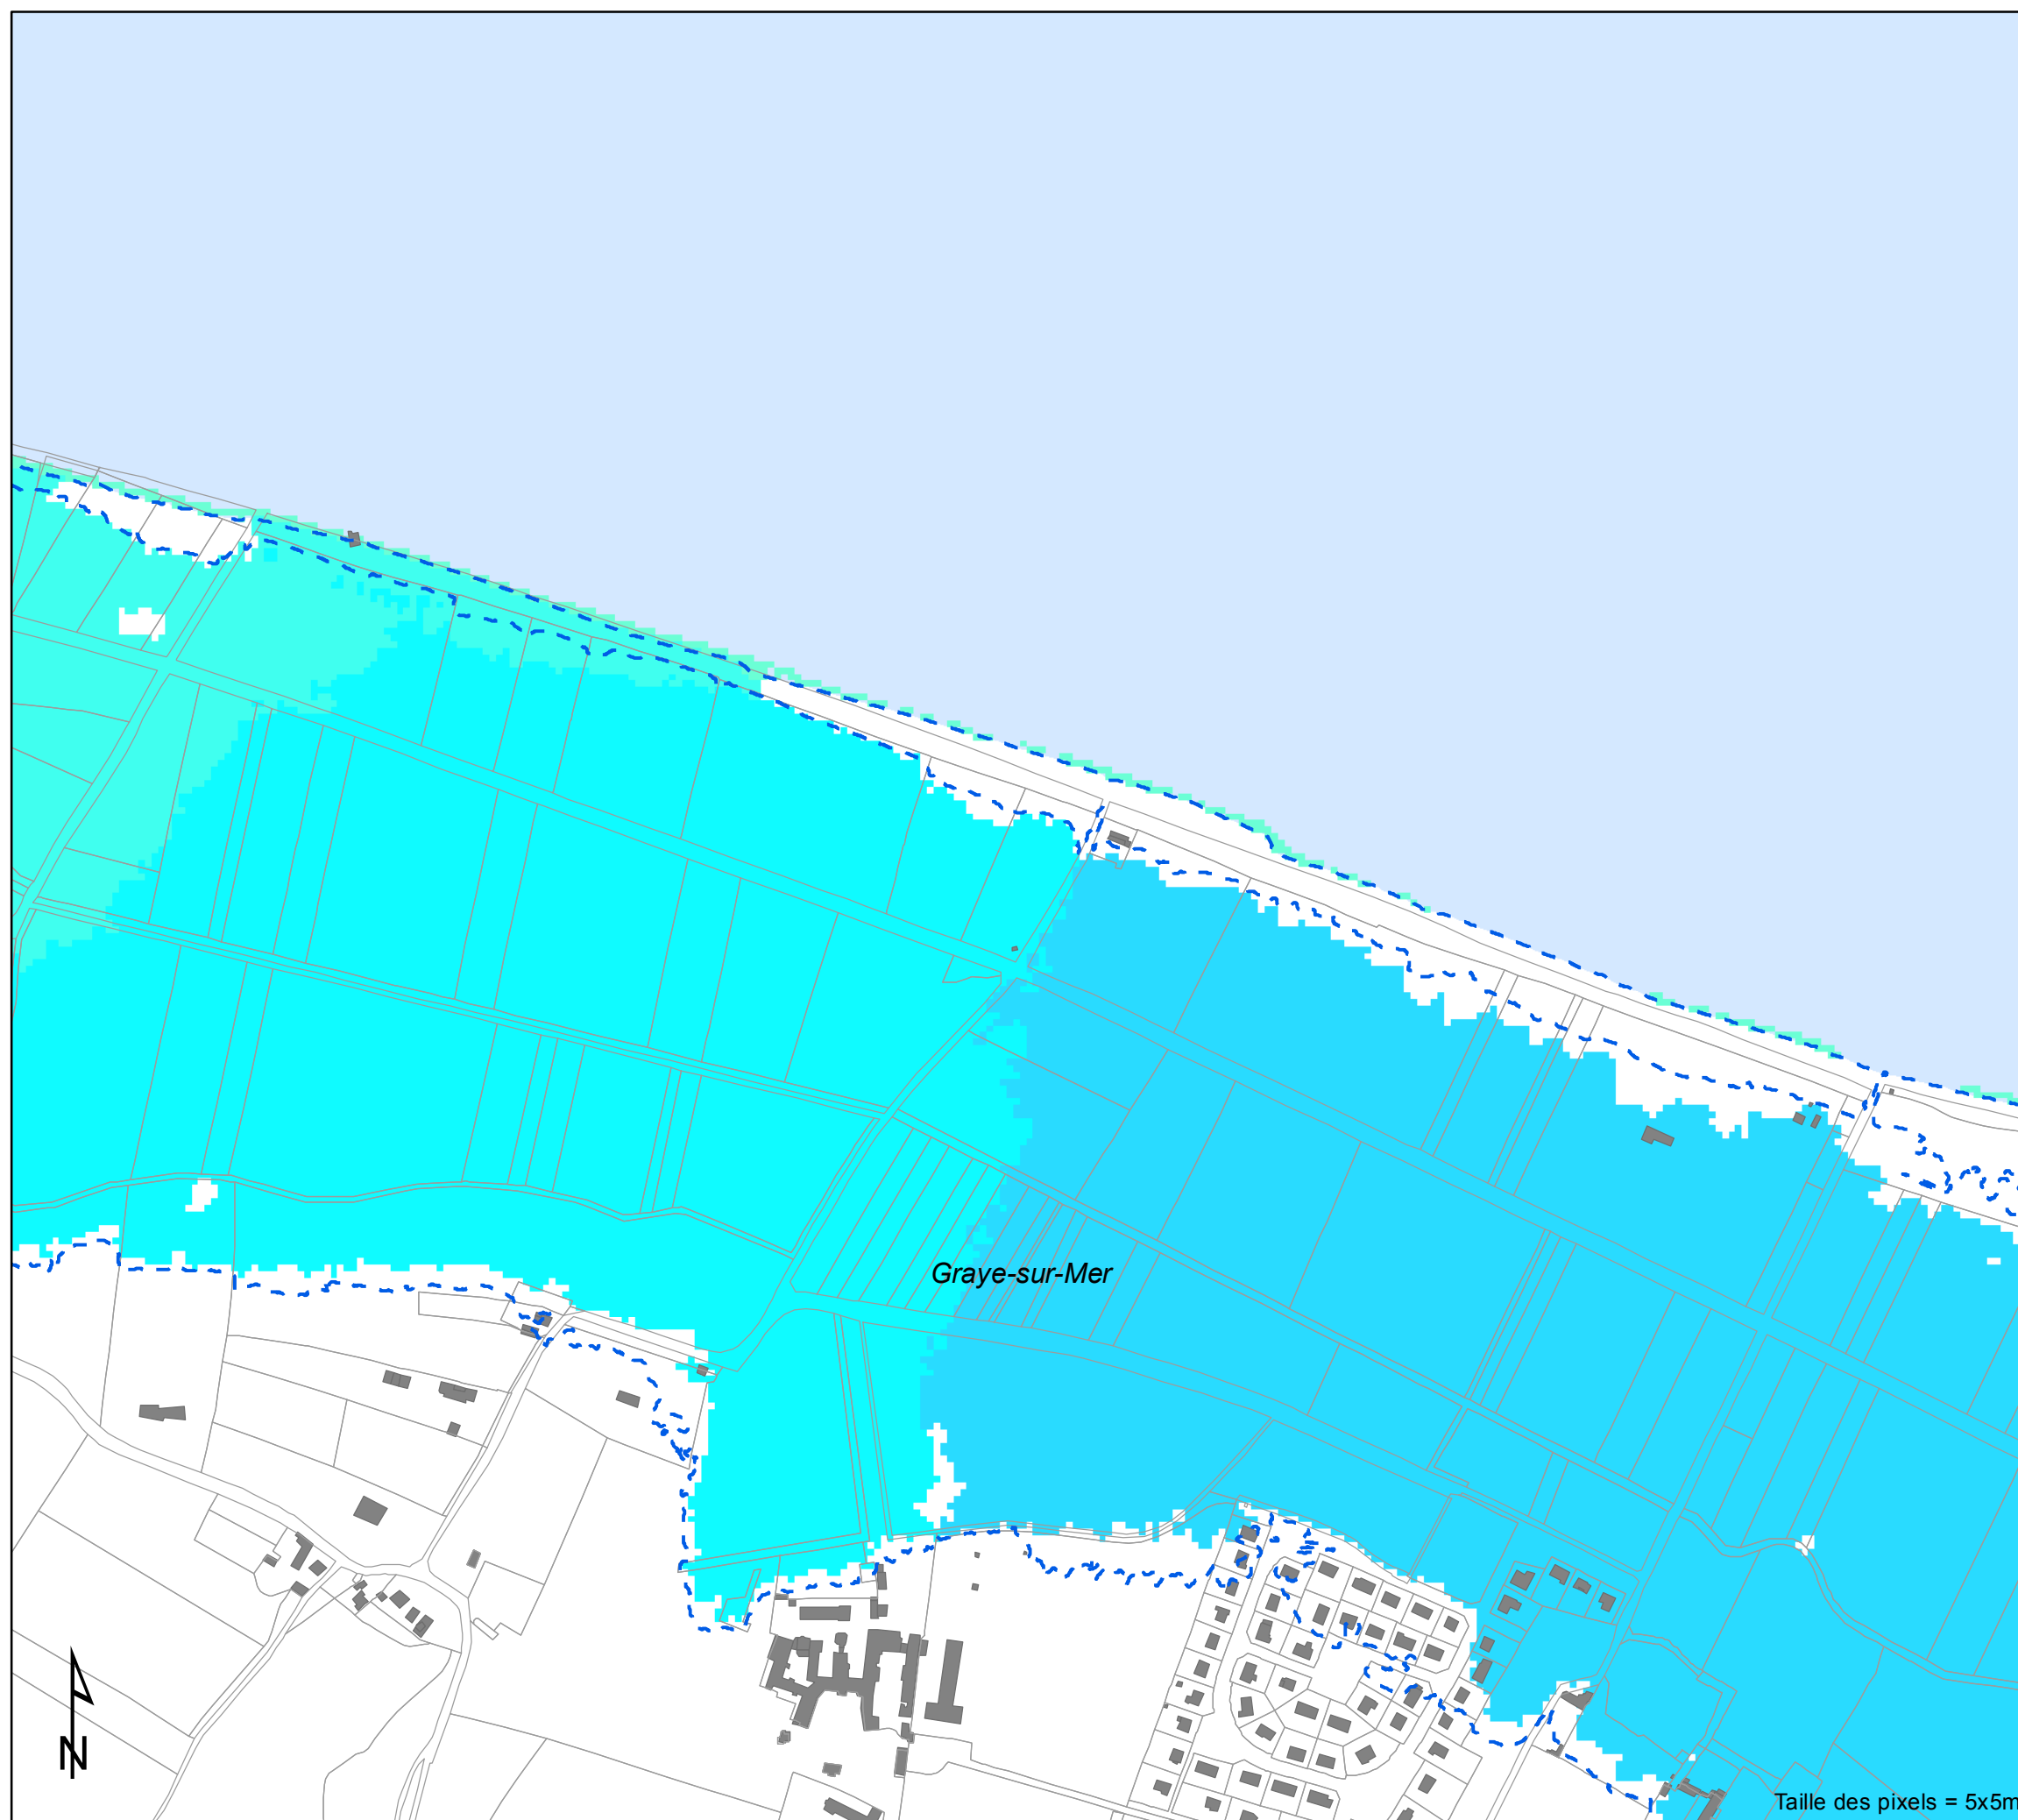 Graye-sur-Mer
N
Taille des pixels = 5x5m